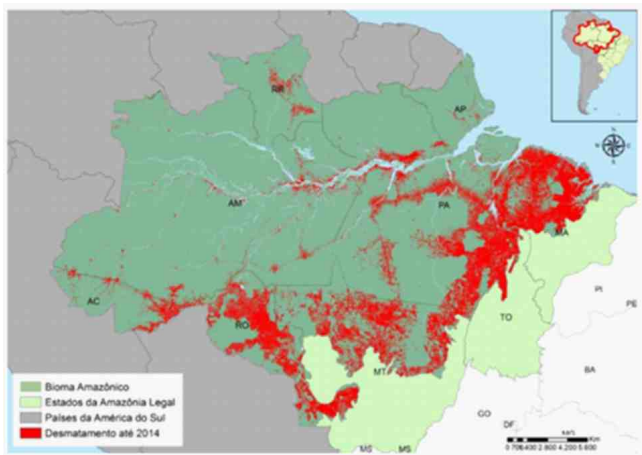 RR
AP
AM
PA
MA
PI
PE
AC
TO
RO
BA
MT
GO
DF
MS
MS
Bioma Amazônico
Estados da Amazônia Legal
Países da América do Sul
Desmatamento até 2014
Km